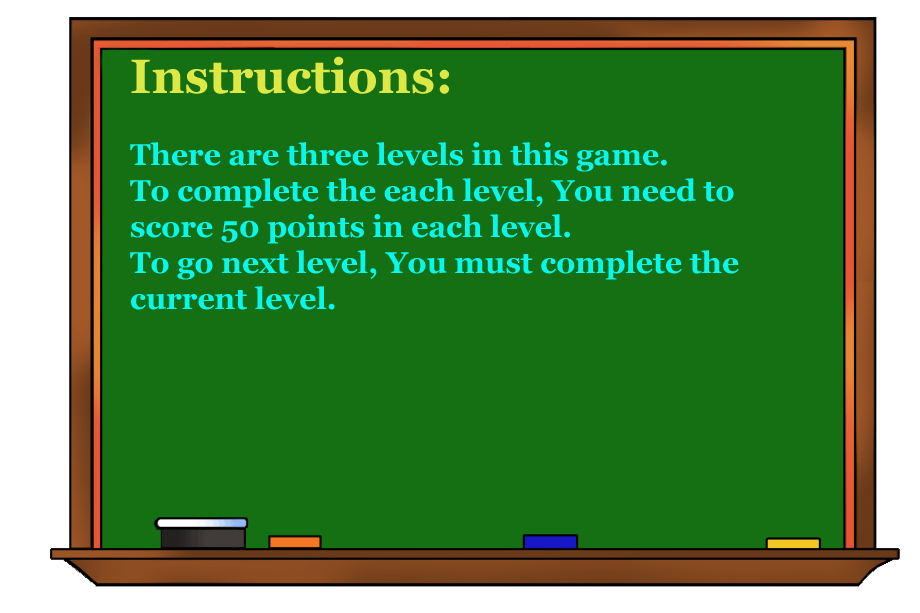 Instructions:
There are three levels in this game.
To complete the each level, You need to
score 50 points in each level.
To go next level, You must complete the
current level.